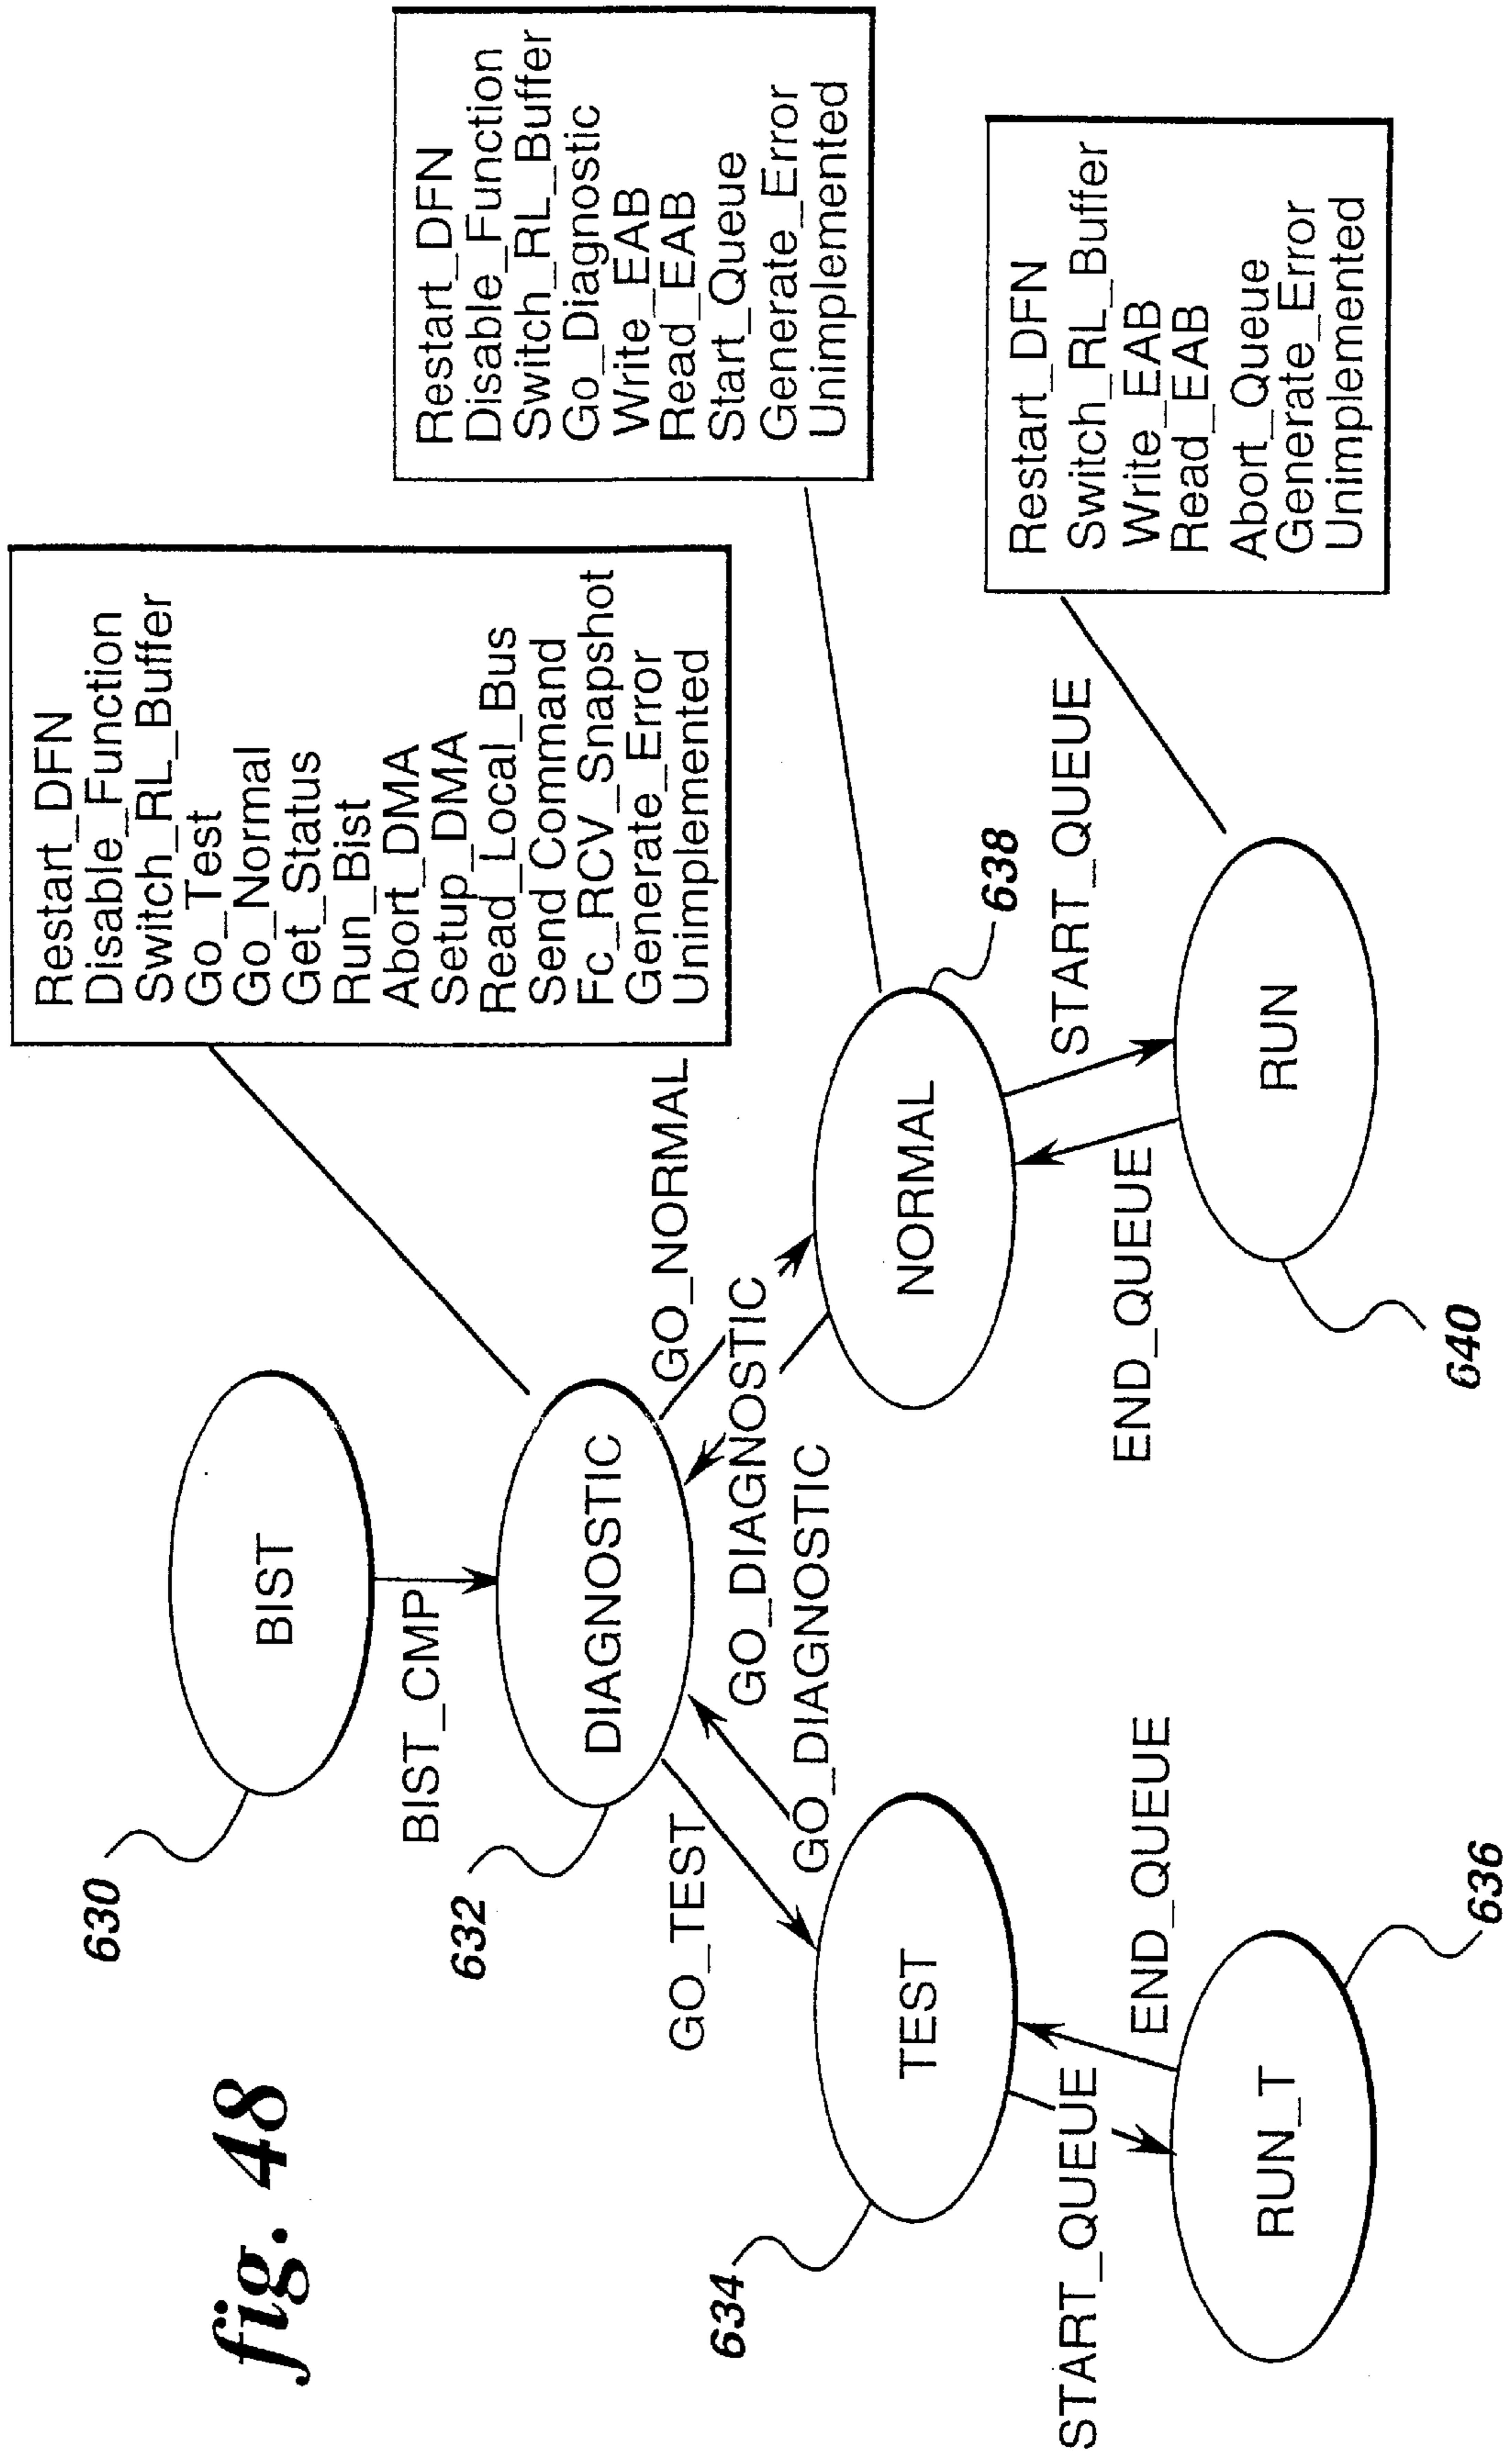 fig. 48
630
BIST
BIST_CMP
632
DIAGNOSTIC
Restart_DFN
Disable_Function
Switch_RL_Buffer
Go_Test
Go_Normal
Get_Status
Run_Bist
Abort_DMA
Setup_DMA
Read_Local_Bus
Send Command
Fc_RCV_Snapshot
Generate_Error
Unimplemented
GO_TEST
GO_NORMAL
GO_DIAGNOSTIC
GO_DIAGNOSTIC
634
TEST
NORMAL
638
Restart_DFN
Disable_Function
Switch_RL_Buffer
Go_Diagnostic
Write_EAB
Read_EAB
Start_Queue
Generate_Error
Unimplemented
START_QUEUE
END_QUEUE
END_QUEUE
START_QUEUE
RUN_T
636
RUN
640
Restart_DFN
Switch_RL_Buffer
Write_EAB
Read_EAB
Abort_Queue
Generate_Error
Unimplemented